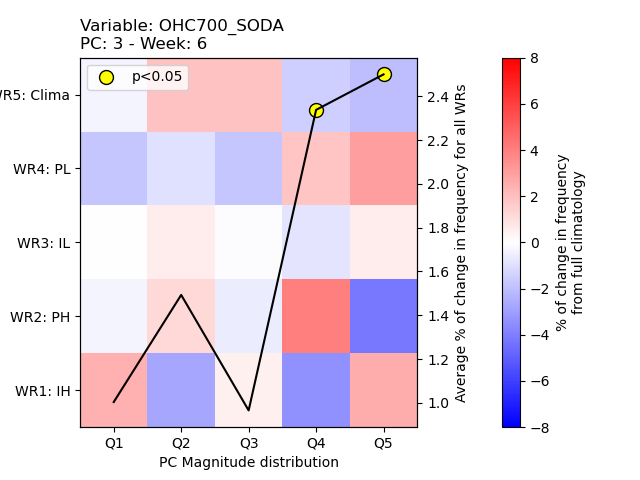 Variable: OHC700_SODA
PC: 3 - Week: 6
p<0.05
WR5: Clima
WR4: PL
WR3: IL
WR2: PH
WR1: IH
Q1 Q2 Q3 Q4 Q5
PC Magnitude distribution
2.4
2.2
2.0
1.8
1.6
1.4
1.2
1.0
Average % of change in frequency for all WRs
8
6
4
2
0
−2
−4
−6
−8
% of change in frequency
from full climatology